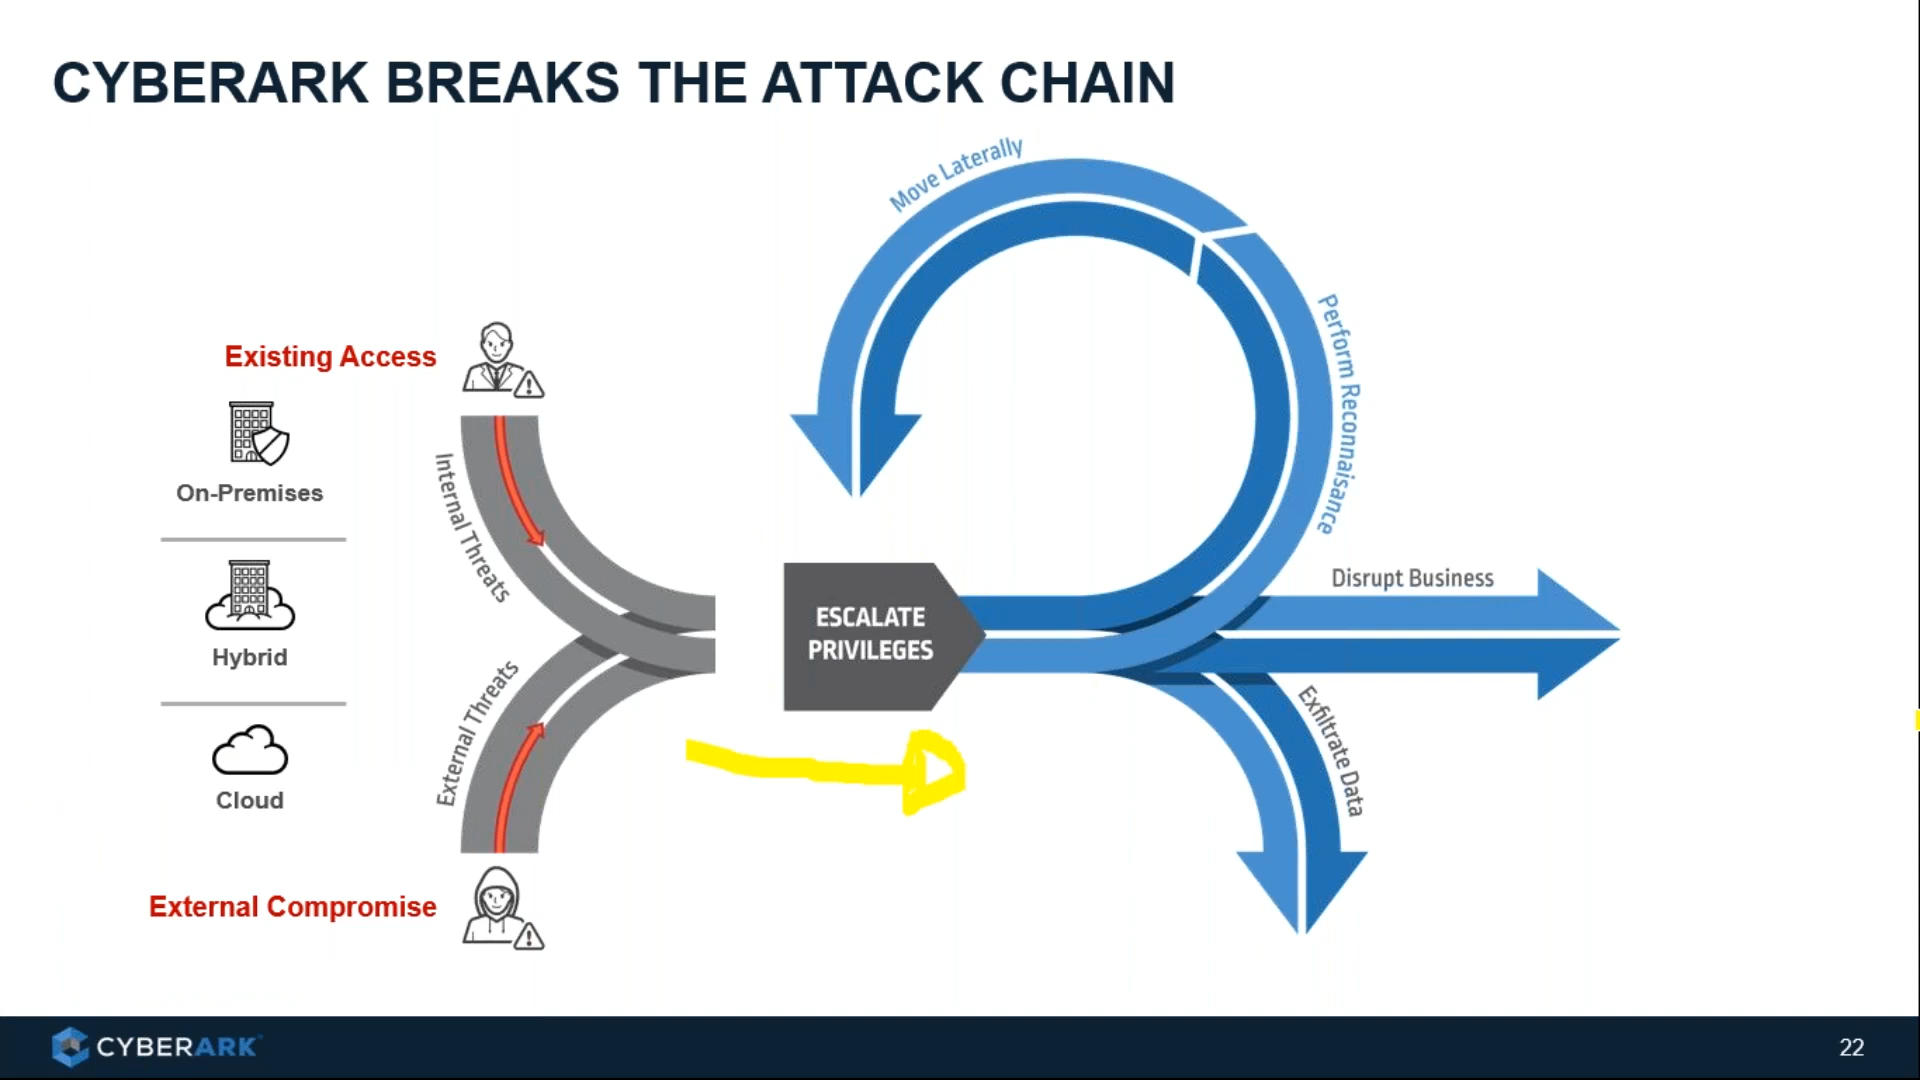 CYBERARK BREAKS THE ATTACK CHAIN
Move Laterally
Perform Reconnaisance
Existing Access
On-Premises
Internal Threats
Hybrid
ESCALATE
PRIVILEGES
Disrupt Business
External Threats
Exfiltrate Data
Cloud
External Compromise
CYBERARK
22